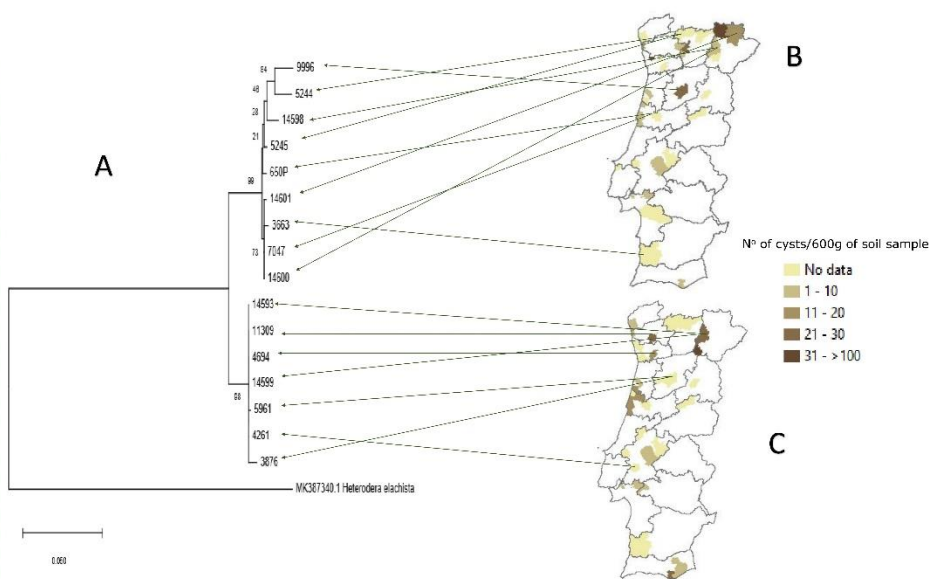 A
B
C
64
9996
48
5244
28
14598
21
5245
650P
99
14601
3663
73
7047
14600
14593
11309
4694
14599
98
5961
4261
3876
MK387340.1 Heterodera elachista
0.050
Nº of cysts/600g of soil sample
No data
1 - 10
11 - 20
21 - 30
31 - >100